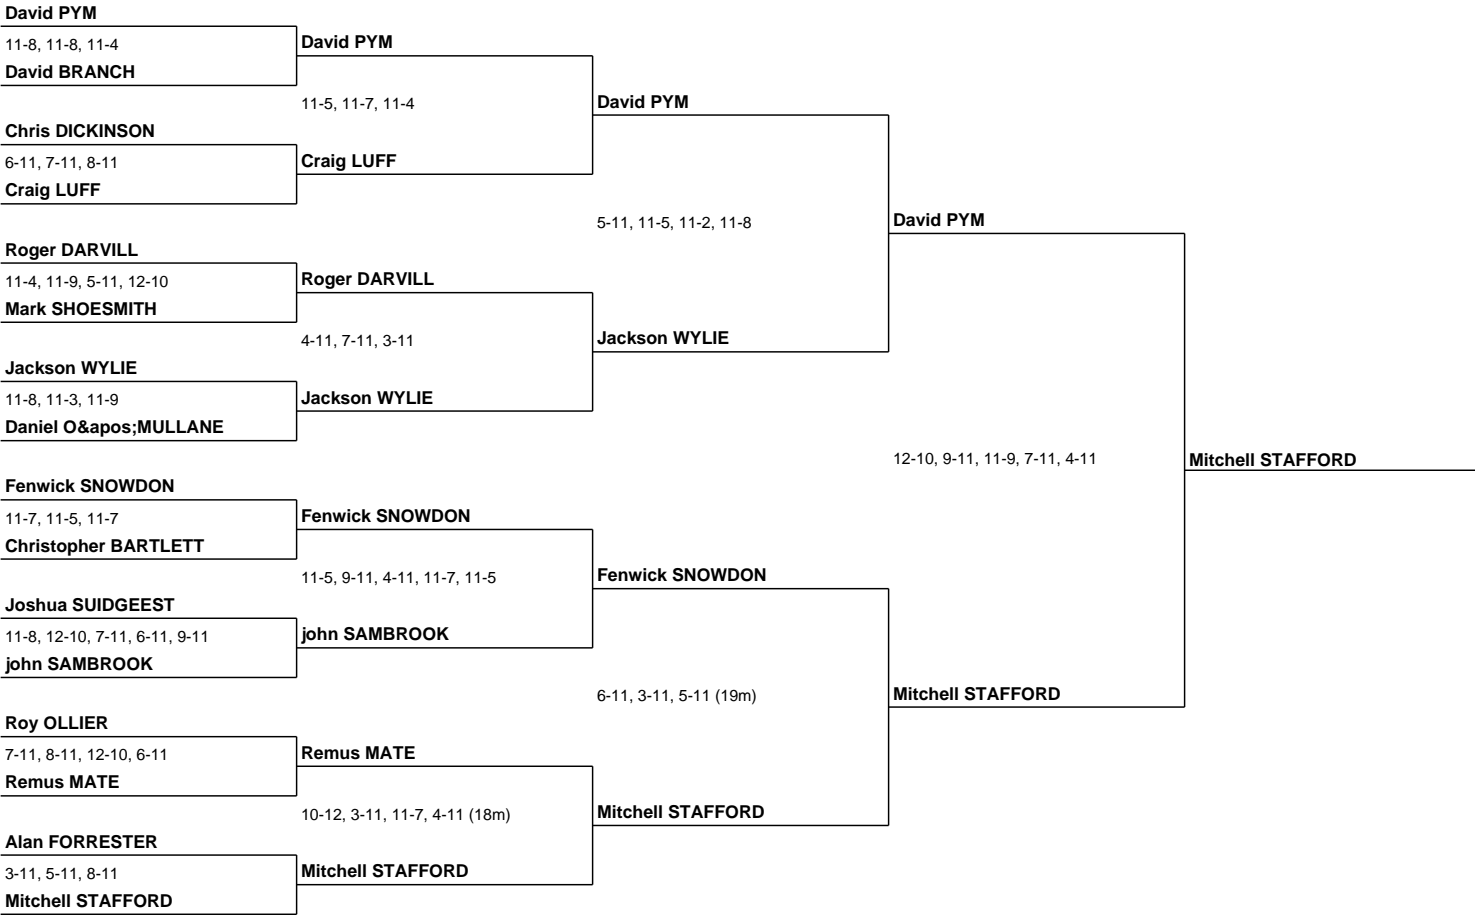 David PYM
11-8, 11-8, 11-4
David BRANCH
Chris DICKINSON
6-11, 7-11, 8-11
Craig LUFF
Roger DARVILL
11-4, 11-9, 5-11, 12-10
Mark SHOESMITH
Jackson WYLIE
11-8, 11-3, 11-9
Daniel O&apos;MULLANE
Fenwick SNOWDON
11-7, 11-5, 11-7
Christopher BARTLETT
Joshua SUIDGEEST
11-8, 12-10, 7-11, 6-11, 9-11
john SAMBROOK
Roy OLLIER
7-11, 8-11, 12-10, 6-11
Remus MATE
Alan FORRESTER
3-11, 5-11, 8-11
Mitchell STAFFORD
David PYM
11-5, 11-7, 11-4
Craig LUFF
Roger DARVILL
4-11, 7-11, 3-11
Jackson WYLIE
Fenwick SNOWDON
11-5, 9-11, 4-11, 11-7, 11-5
john SAMBROOK
Remus MATE
10-12, 3-11, 11-7, 4-11 (18m)
Mitchell STAFFORD
David PYM
5-11, 11-5, 11-2, 11-8
Jackson WYLIE
Fenwick SNOWDON
6-11, 3-11, 5-11 (19m)
Mitchell STAFFORD
David PYM
12-10, 9-11, 11-9, 7-11, 4-11
Mitchell STAFFORD
Mitchell STAFFORD